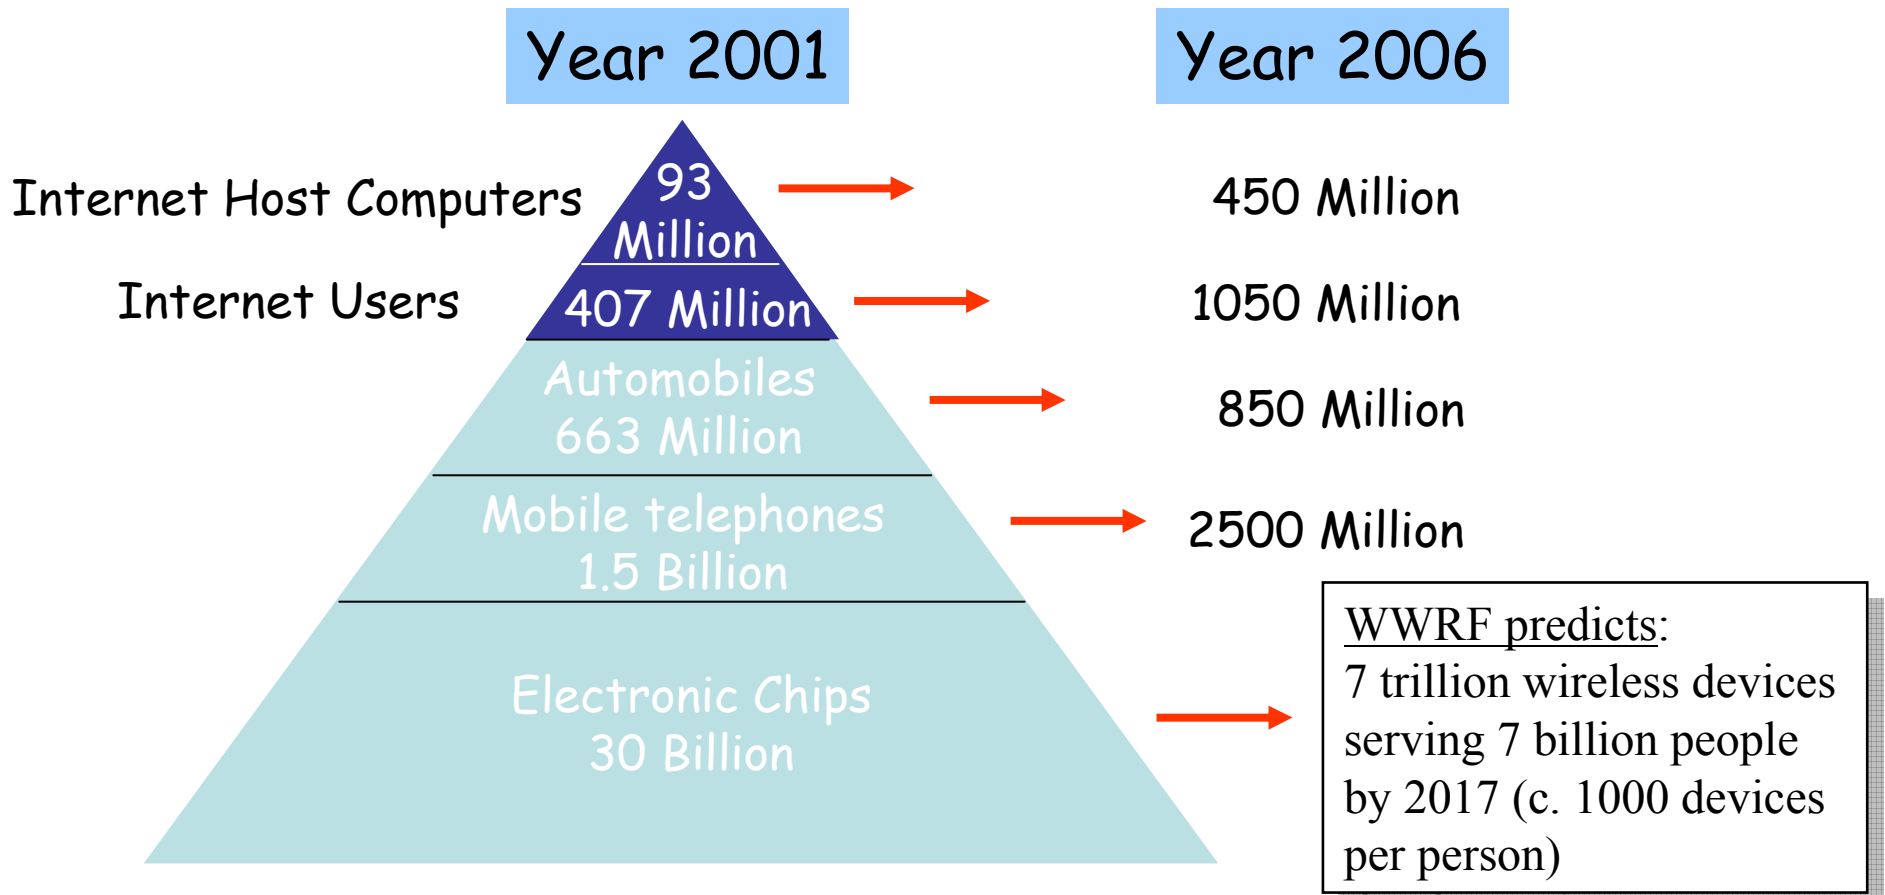 Year 2001
Year 2006
Internet Host Computers
93
Million
450 Million
Internet Users
407 Million
1050 Million
Automobiles
663 Million
850 Million
Mobile telephones
1.5 Billion
2500 Million
Electronic Chips
30 Billion
WWRF predicts:
7 trillion wireless devices
serving 7 billion people
by 2017 (c. 1000 devices
per person)